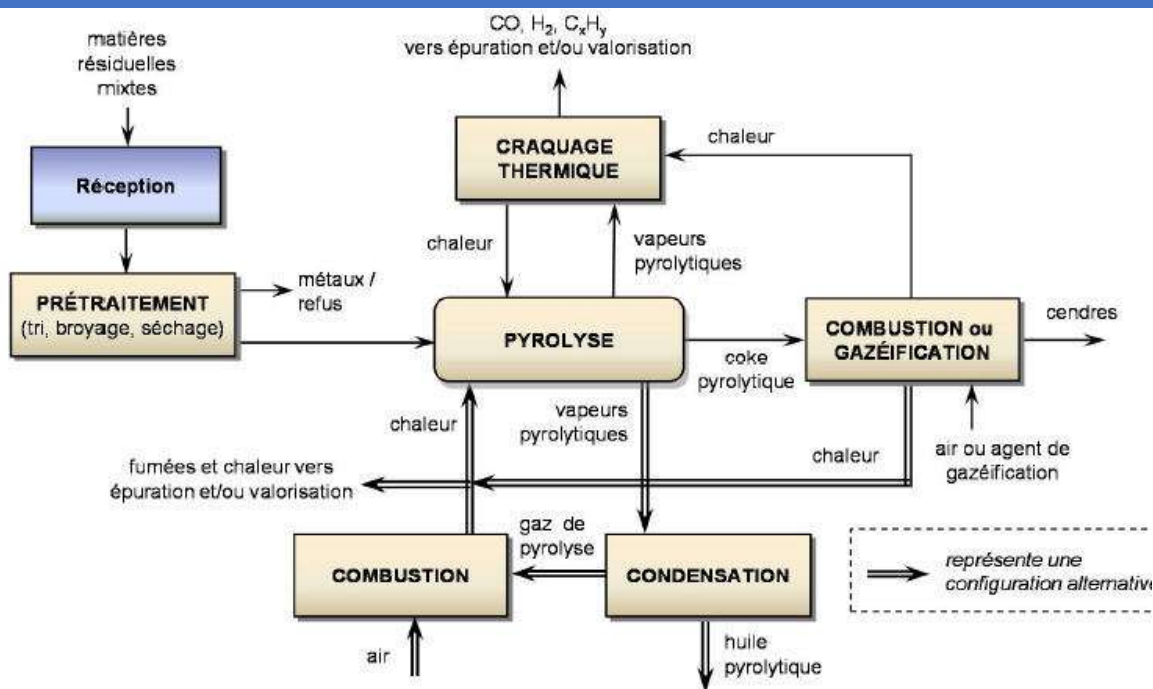 CO, H₂, CₓHᵧ
vers épuration et/ou valorisation
matières
résiduelles
mixtes
Réception
CRAQUAGE
THERMIQUE
chaleur
chaleur
vapeurs
pyrolytiques
PRÉTRAITEMENT
(tri, broyage, séchage)
métaux /
refus
PYROLYSE
coke
pyrolytique
COMBUSTION ou
GAZÉIFICATION
cendres
chaleur
vapeurs
pyrolytiques
chaleur
air ou agent de
gazéification
fumées et chaleur vers
épuration et/ou valorisation
gaz de
pyrolyse
COMBUSTION
CONDENSATION
représente une
configuration alternative
air
huile
pyrolytique